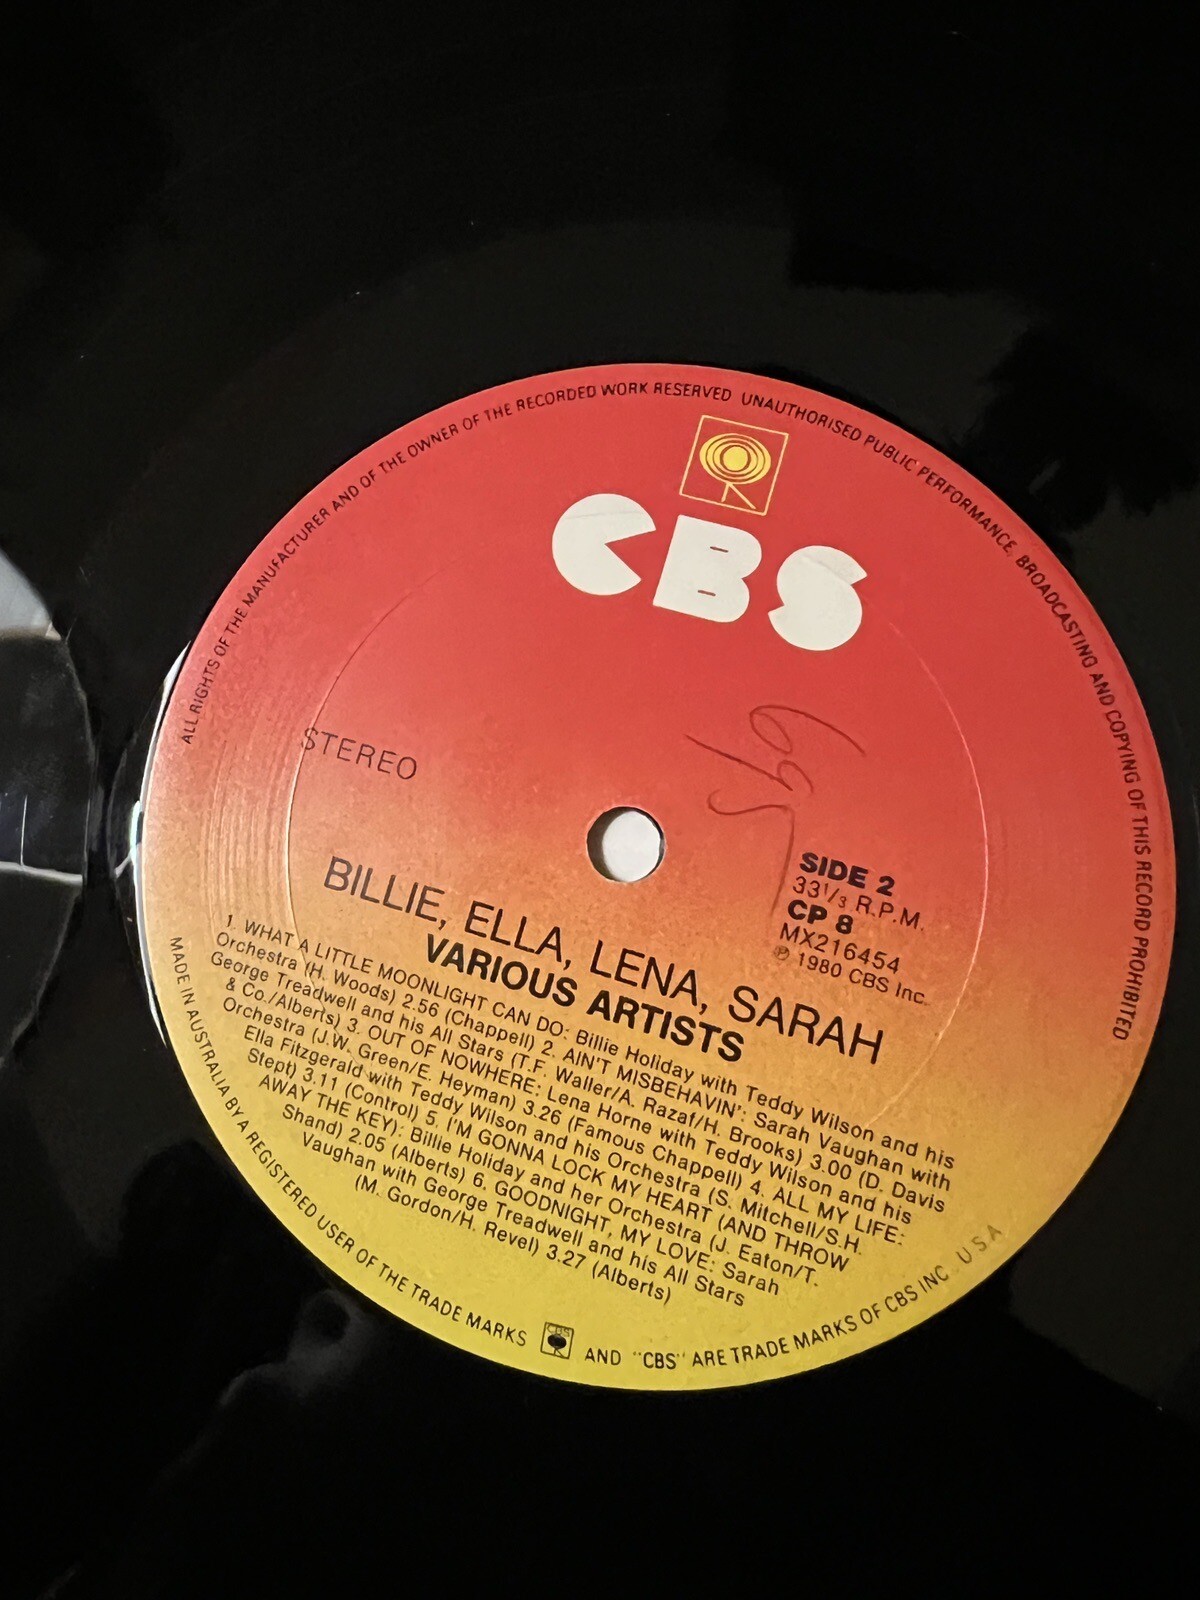 ALL RIGHTS OF THE MANUFACTURER AND OF THE OWNER OF THE RECORDED WORK RESERVED UNAUTHORISED PUBLIC PERFORMANCE, BROADCASTING AND COPYING OF THIS RECORD PROHIBITED
CBS
695
STEREO
SIDE 2
33⅓ R.P.M.
CP 8
MX216454
℗ 1980 CBS Inc.
BILLIE, ELLA, LENA, SARAH
VARIOUS ARTISTS
1. WHAT A LITTLE MOONLIGHT CAN DO: Billie Holiday with Teddy Wilson and his
Orchestra (H. Woods) 2.56 (Chappell) 2. AIN'T MISBEHAVIN': Sarah Vaughan with
George Treadwell and his All Stars (T.F. Waller/A. Razaf/H. Brooks) 3.00 (D. Davis
& Co./Alberts) 3. OUT OF NOWHERE: Lena Horne with Teddy Wilson and his
Orchestra (J.W. Green/E. Heyman) 3.26 (Famous Chappell) 4. ALL MY LIFE:
Ella Fitzgerald with Teddy Wilson and his Orchestra (S. Mitchell/S.H.
Stept) 3.11 (Control) 5. I'M GONNA LOCK MY HEART (AND THROW
AWAY THE KEY): Billie Holiday and her Orchestra (J. Eaton/T.
Shand) 2.05 (Alberts) 6. GOODNIGHT, MY LOVE: Sarah
Vaughan with George Treadwell and his All Stars
(M. Gordon/H. Revel) 3.27 (Alberts)
MADE IN AUSTRALIA BY A REGISTERED USER OF THE TRADE MARKS CBS AND "CBS" ARE TRADE MARKS OF CBS INC., U.S.A.